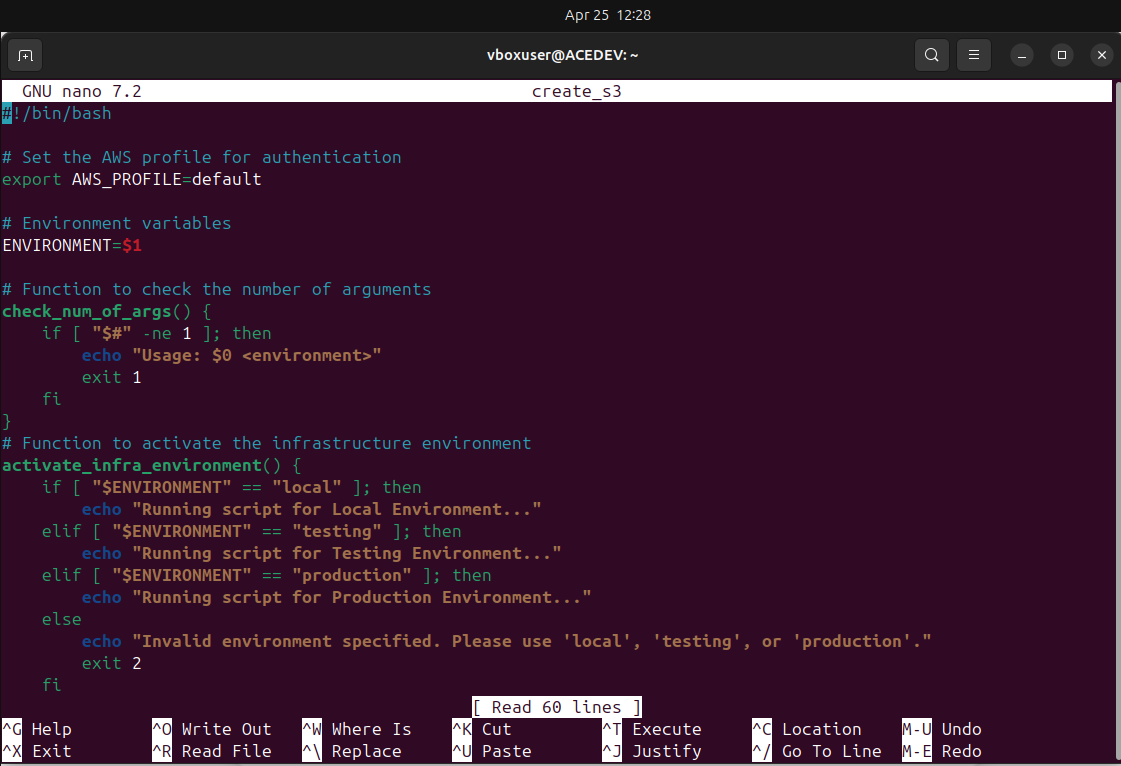 Apr 25 12:28
vboxuser@ACEDEV: ~
GNU nano 7.2 create_s3
#!/bin/bash

# Set the AWS profile for authentication
export AWS_PROFILE=default

# Environment variables
ENVIRONMENT=$1

# Function to check the number of arguments
check_num_of_args() {
    if [ "$#" -ne 1 ]; then
        echo "Usage: $0 <environment>"
        exit 1
    fi
}
# Function to activate the infrastructure environment
activate_infra_environment() {
    if [ "$ENVIRONMENT" == "local" ]; then
        echo "Running script for Local Environment..."
    elif [ "$ENVIRONMENT" == "testing" ]; then
        echo "Running script for Testing Environment..."
    elif [ "$ENVIRONMENT" == "production" ]; then
        echo "Running script for Production Environment..."
    else
        echo "Invalid environment specified. Please use 'local', 'testing', or 'production'."
        exit 2
    fi
[ Read 60 lines ]
^G Help ^O Write Out ^W Where Is ^K Cut ^T Execute ^C Location M-U Undo
^X Exit ^R Read File ^\ Replace ^U Paste ^J Justify ^/ Go To Line M-E Redo